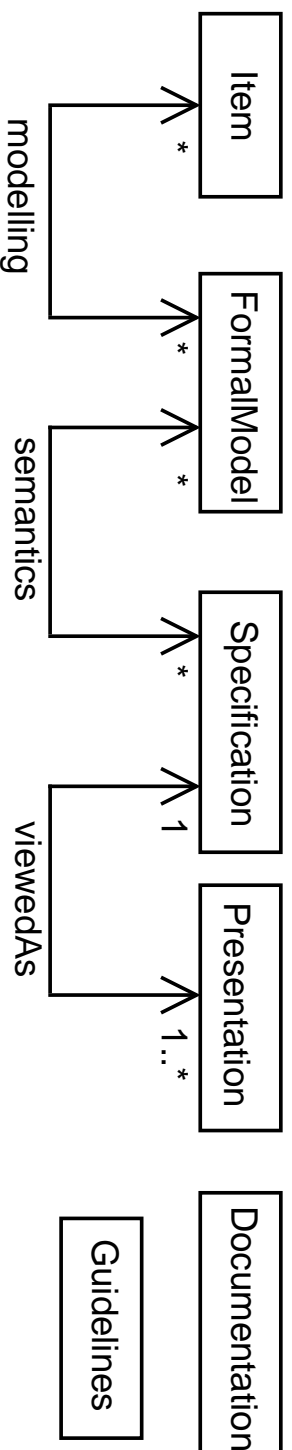 Item
FormalModel
Specification
Presentation
Documentation
*
*
*
*
1
1.. *
modelling
semantics
viewedAs
Guidelines